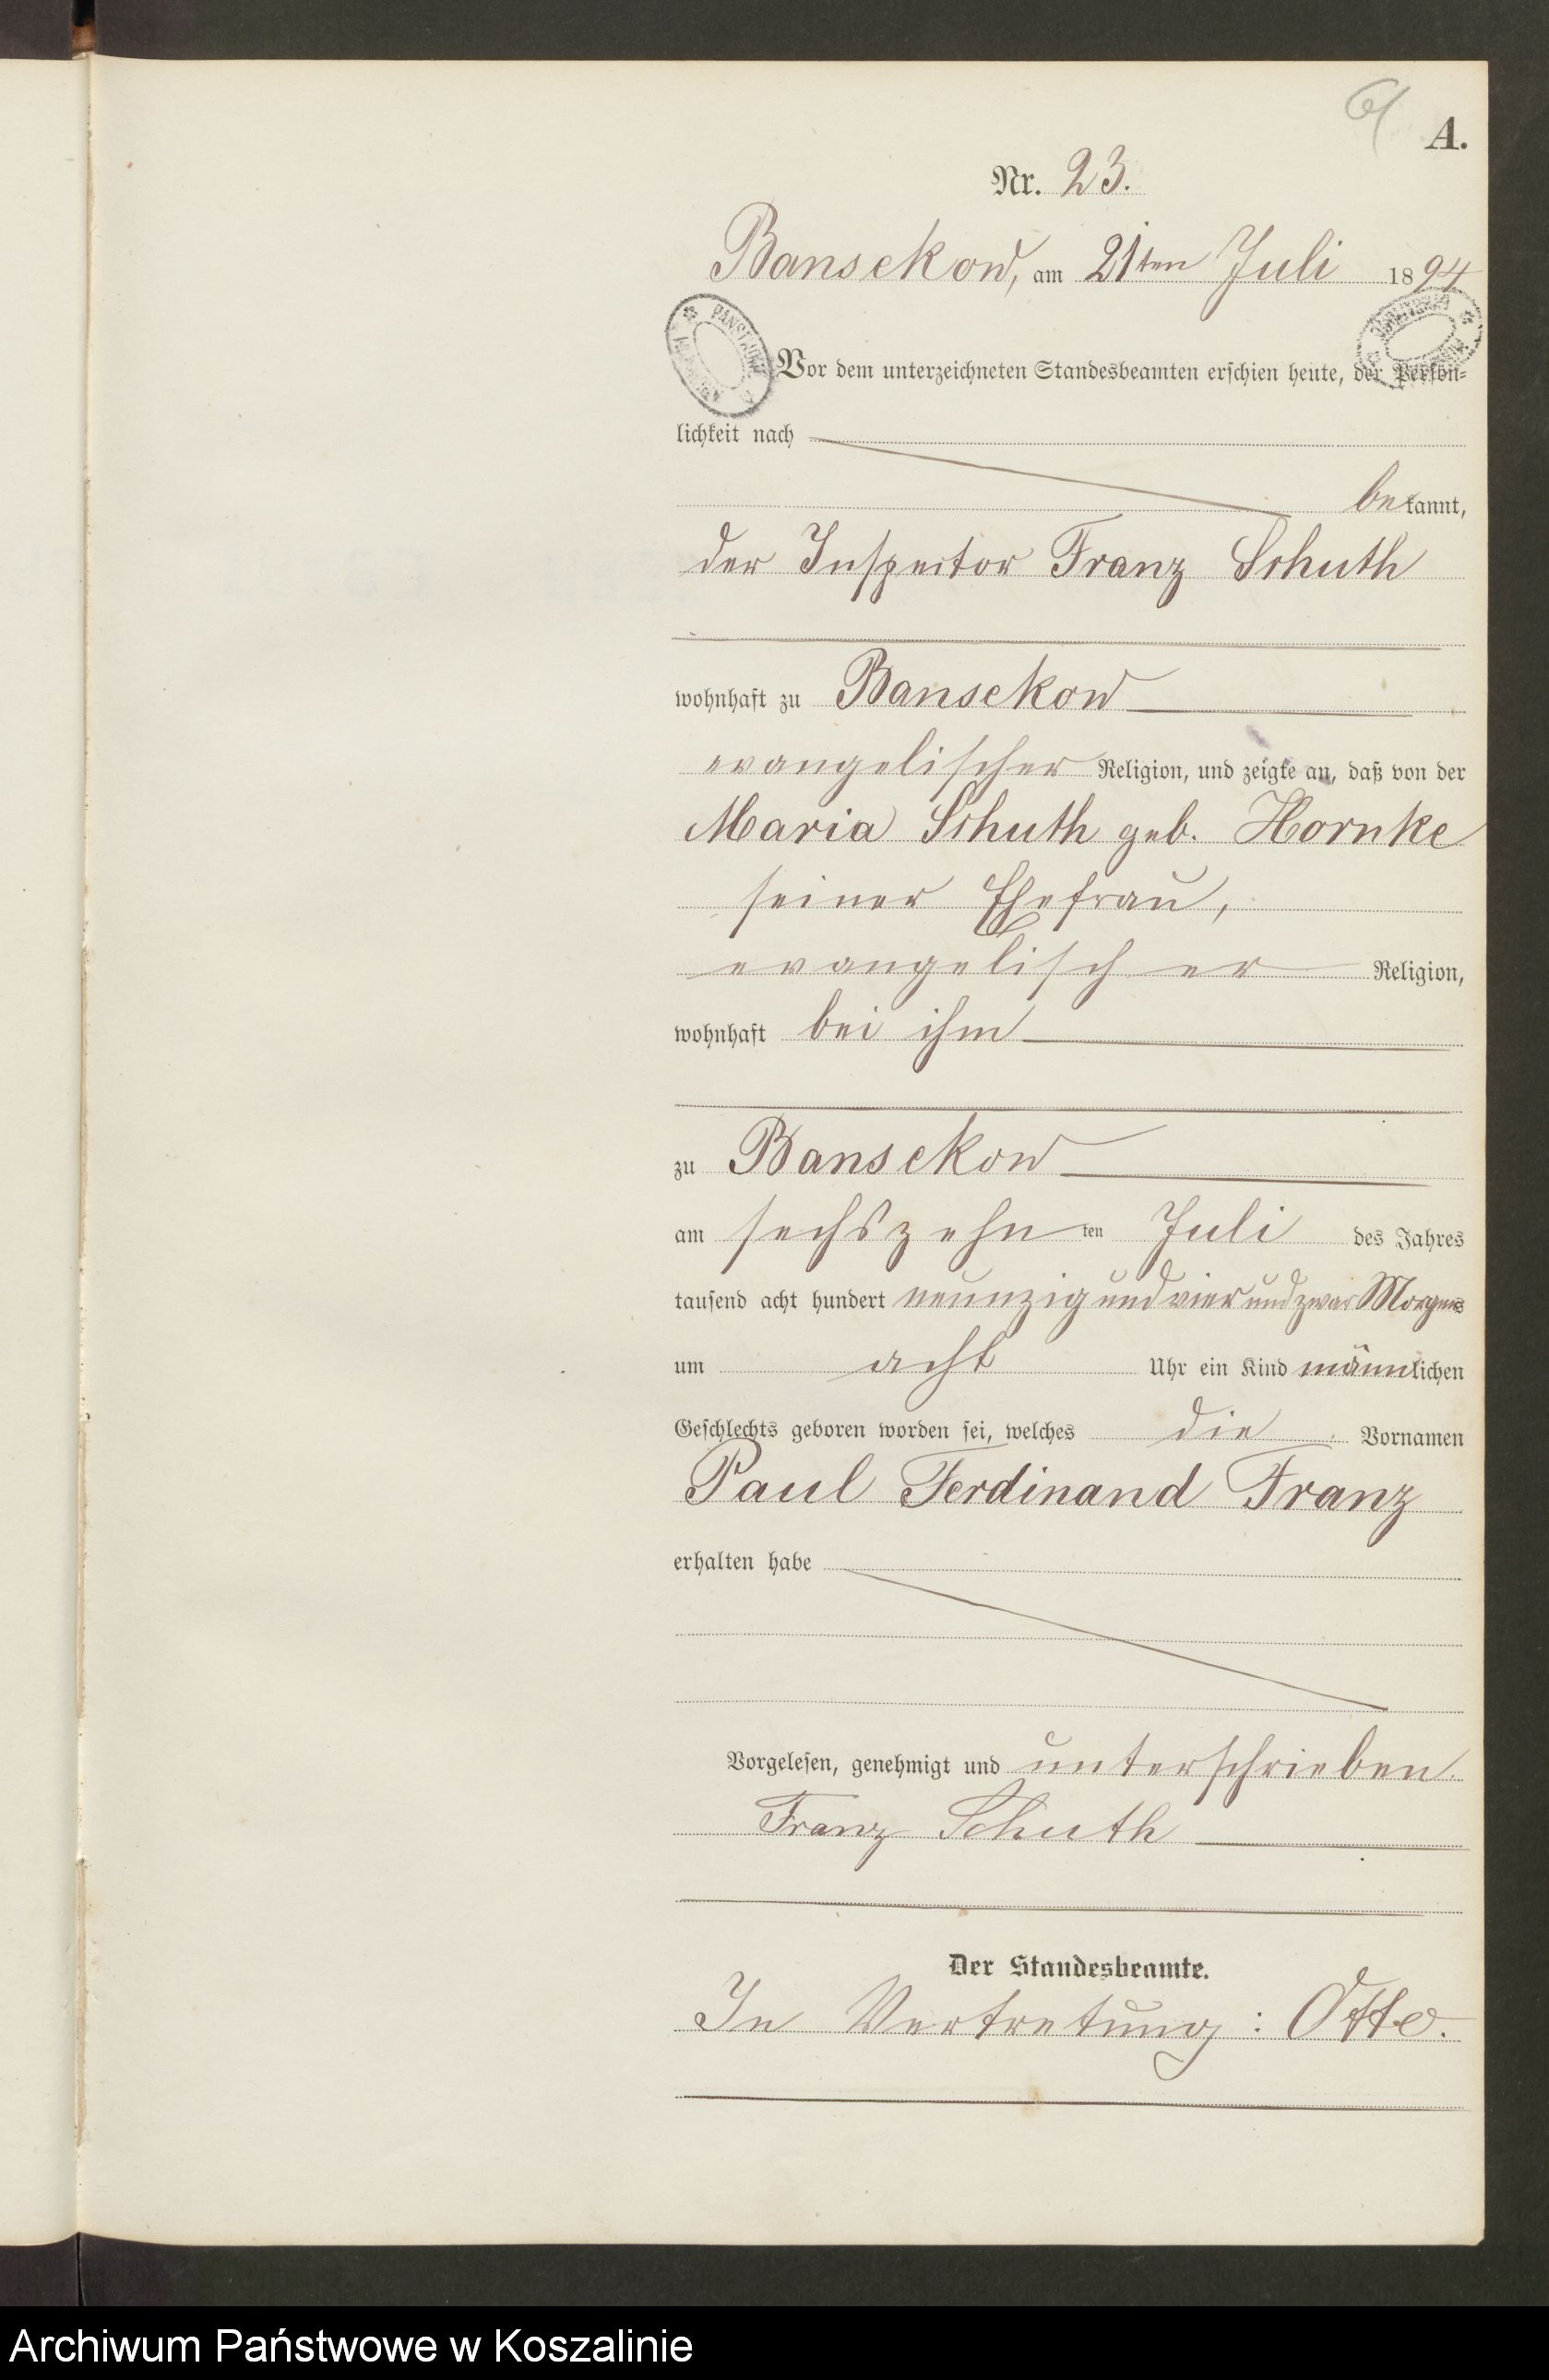 A.
Nr. 23.
Bansekow, am 21ten Juli 1894
Vor dem unterzeichneten Standesbeamten erschien heute, der Persön-
lichkeit nach
bekannt,
der Inspector Franz Schuth
wohnhaft zu Bansekow
evangelischer Religion, und zeigte an, daß von der
Maria Schuth geb. Hornke
seiner Ehefrau,
evangelischer Religion,
wohnhaft bei ihm
zu Bansekow
am sechszehnten Juli des Jahres
tausend acht hundert neunzig und vier und zwar Morgens
um acht Uhr ein Kind männlichen
Geschlechts geboren worden sei, welches die Vornamen
Paul Ferdinand Franz
erhalten habe
Vorgelesen, genehmigt und unterschrieben
Franz Schuth
Der Standesbeamte.
In Vertretung: Otto.
Archiwum Państwowe w Koszalinie